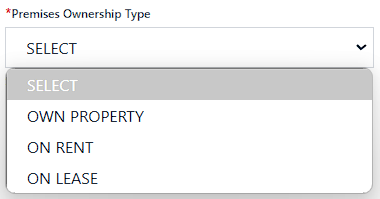 *Premises Ownership Type
SELECT
SELECT
OWN PROPERTY
ON RENT
ON LEASE